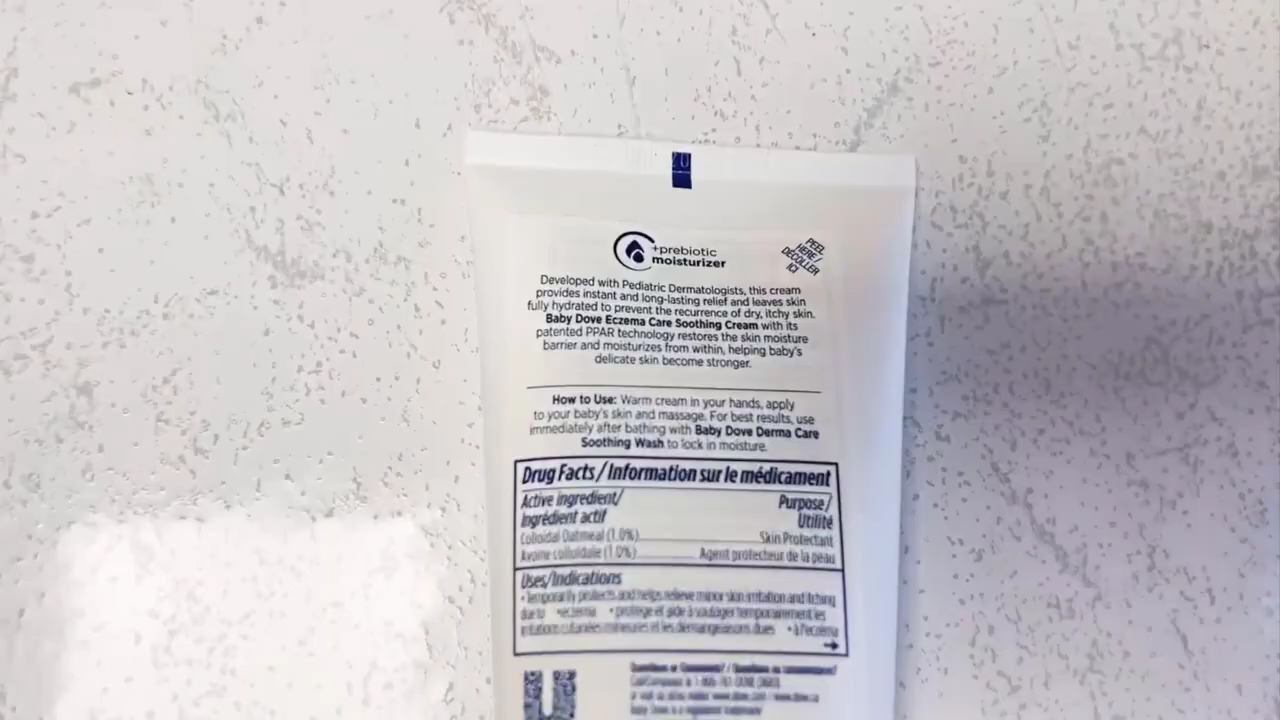 +prebiotic
moisturizer
PEEL
HERE/
DÉCOLLER
ICI
Developed with Pediatric Dermatologists, this cream
provides instant and long-lasting relief and leaves skin
fully hydrated to prevent the recurrence of dry, itchy skin.
Baby Dove Eczema Care Soothing Cream with its
patented PPAR technology restores the skin moisture
barrier and moisturizes from within, helping baby's
delicate skin become stronger.
How to Use: Warm cream in your hands, apply
to your baby's skin and massage. For best results, use
immediately after bathing with Baby Dove Derma Care
Soothing Wash to lock in moisture.
Drug Facts/Information sur le médicament
Active ingredient/ Purpose/
Ingrédient actif Utilité
Colloidal Oatmeal (1.0%) Skin Protectant
Avoine colloïdale (1.0%) Agent protecteur de la peau
Uses/Indications
• Temporarily protects and helps relieve minor skin irritation and itching
due to • eczema • protège et aide à soulager temporairement les
irritations cutanées mineures et les démangeaisons dues • à l'eczéma